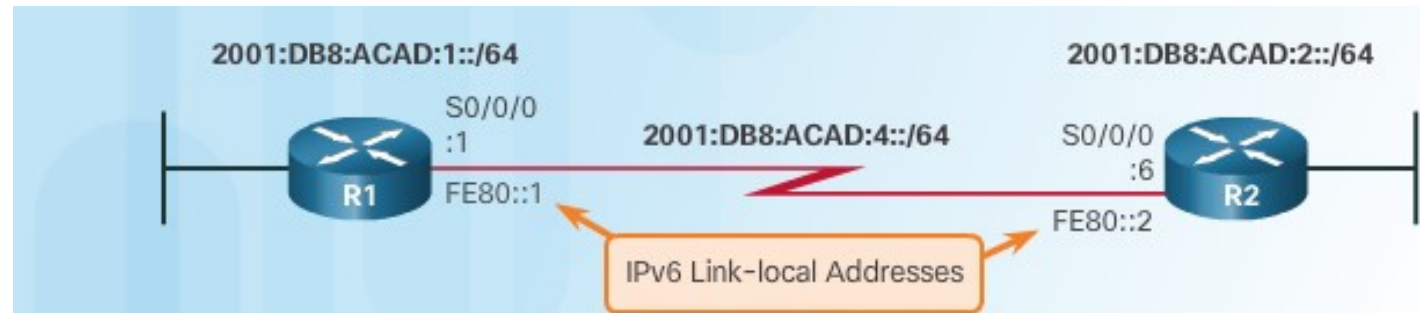 2001:DB8:ACAD:1::/64
2001:DB8:ACAD:2::/64
S0/0/0
:1
2001:DB8:ACAD:4::/64
S0/0/0
:6
R1
FE80::1
R2
FE80::2
IPv6 Link-local Addresses